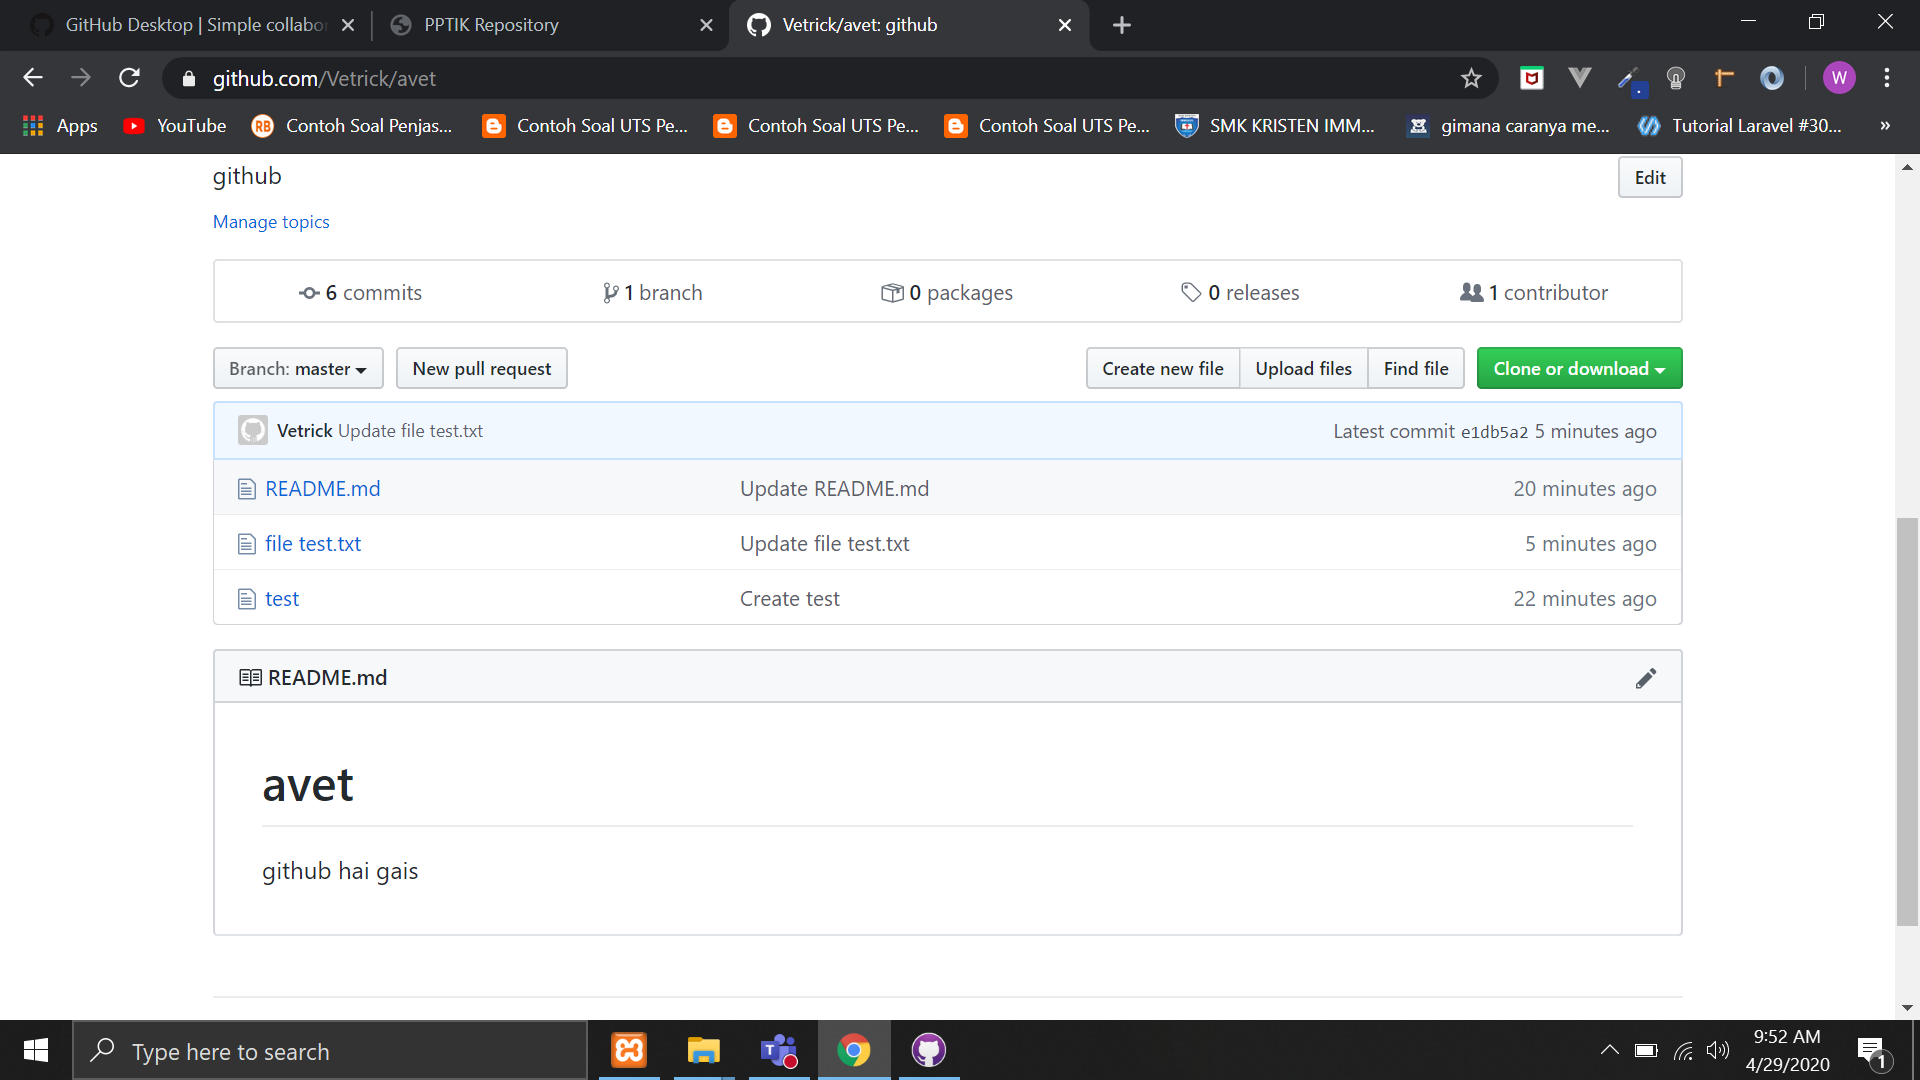 GitHub Desktop | Simple collabor
PPTIK Repository
Vetrick/avet: github
github.com/Vetrick/avet
W
Apps
YouTube
RB
Contoh Soal Penjas...
Contoh Soal UTS Pe...
Contoh Soal UTS Pe...
Contoh Soal UTS Pe...
SMK KRISTEN IMM...
gimana caranya me...
Tutorial Laravel #30...
»
github
Edit
Manage topics
6 commits
1 branch
0 packages
0 releases
1 contributor
Branch: master
New pull request
Create new file
Upload files
Find file
Clone or download
Vetrick Update file test.txt
Latest commit e1db5a2 5 minutes ago
README.md
Update README.md
20 minutes ago
file test.txt
Update file test.txt
5 minutes ago
test
Create test
22 minutes ago
README.md
avet
github hai gais
Type here to search
T
9:52 AM
4/29/2020
1